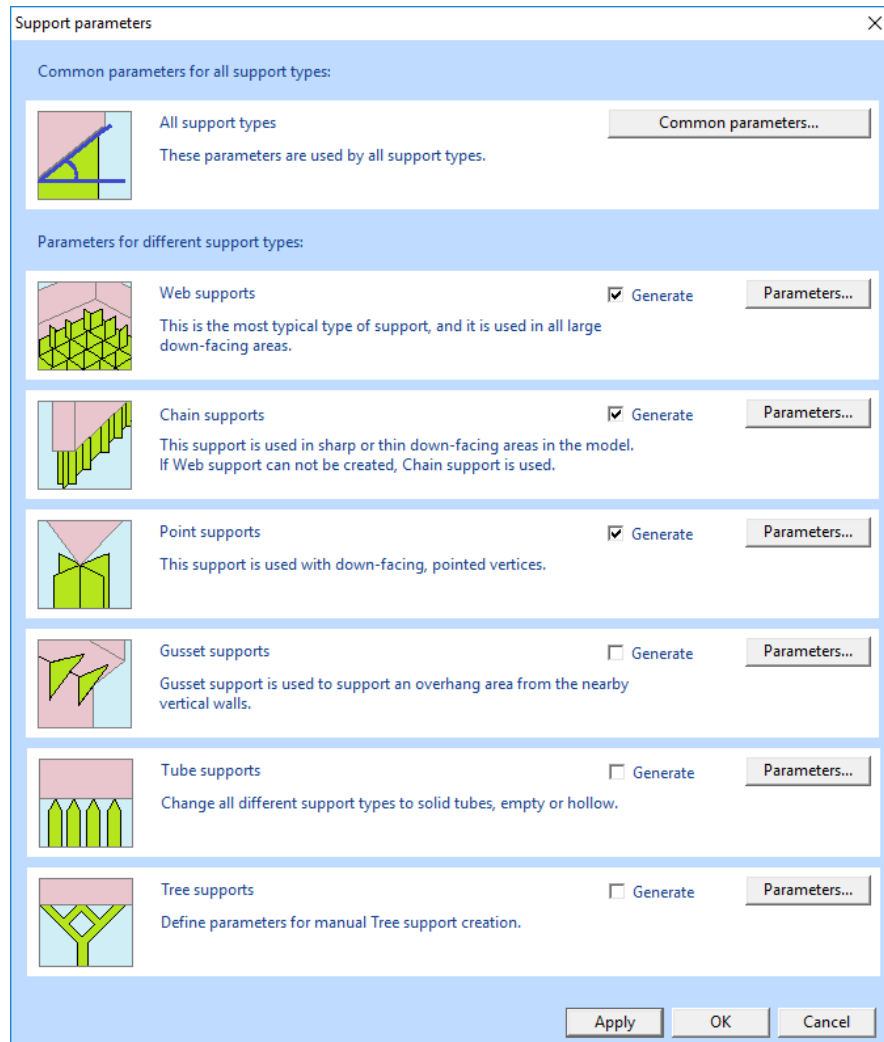 Support parameters
Common parameters for all support types:
All support types
Common parameters...
These parameters are used by all support types.
Parameters for different support types:
Web supports
Generate
Parameters...
This is the most typical type of support, and it is used in all large
down-facing areas.
Chain supports
Generate
Parameters...
This support is used in sharp or thin down-facing areas in the model.
If Web support can not be created, Chain support is used.
Point supports
Generate
Parameters...
This support is used with down-facing, pointed vertices.
Gusset supports
Generate
Parameters...
Gusset support is used to support an overhang area from the nearby
vertical walls.
Tube supports
Generate
Parameters...
Change all different support types to solid tubes, empty or hollow.
Tree supports
Generate
Parameters...
Define parameters for manual Tree support creation.
Apply
OK
Cancel